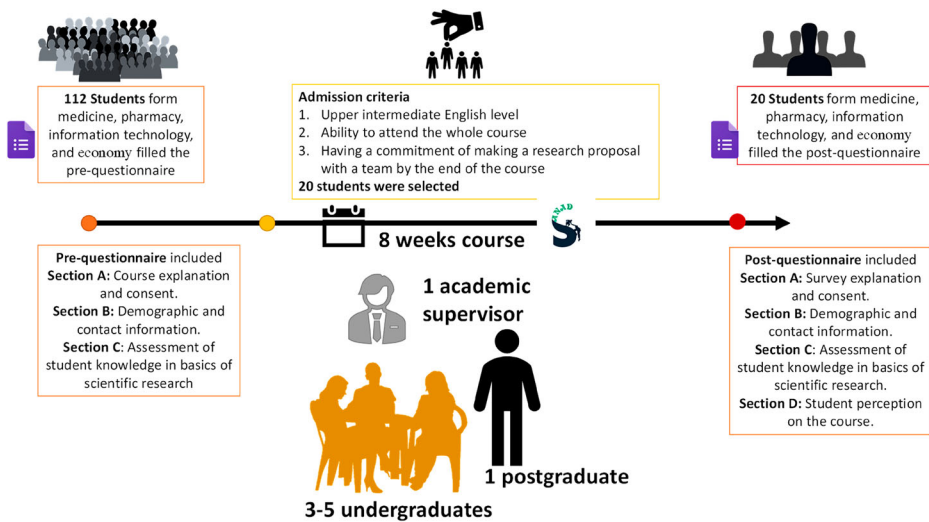 112 Students form
medicine, pharmacy,
information technology,
and economy filled the
pre-questionnaire
Admission criteria
1. Upper intermediate English level
2. Ability to attend the whole course
3. Having a commitment of making a research proposal
with a team by the end of the course
20 students were selected
20 Students form medicine,
pharmacy, information
technology, and economy
filled the post-questionnaire
8 weeks course
SANAD
Pre-questionnaire included
Section A: Course explanation
and consent.
Section B: Demographic and
contact information.
Section C: Assessment of
student knowledge in basics of
scientific research
1 academic
supervisor
3-5 undergraduates
1 postgraduate
Post-questionnaire included
Section A: Survey explanation
and consent.
Section B: Demographic and
contact information.
Section C: Assessment of
student knowledge in basics of
scientific research.
Section D: Student perception
on the course.